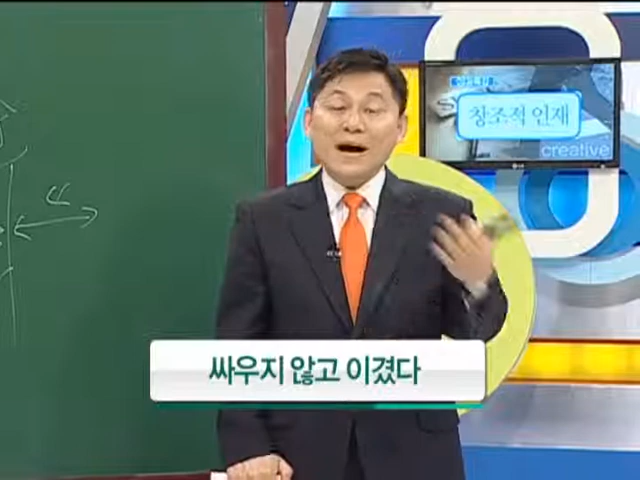 창조적 인재
creative
싸우지 않고 이겼다